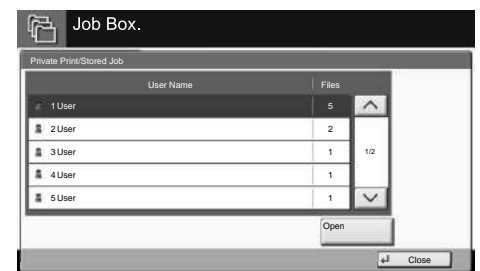 Job Box.
Private Print/Stored Job
User Name Files
1 User 5
2 User 2
3 User 1
1/2
4 User 1
5 User 1
Open
Close